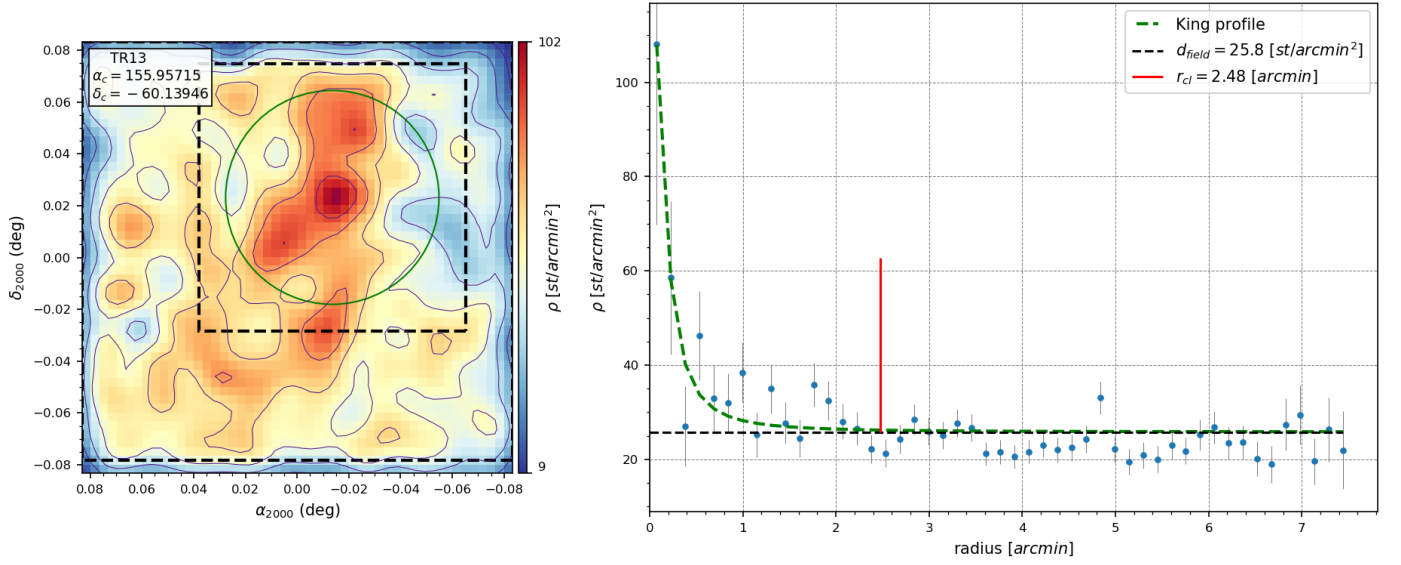 TR13
α_c = 155.95715
δ_c = −60.13946
0.08
0.06
0.04
0.02
0.00
−0.02
−0.04
−0.06
−0.08
δ2000 (deg)
0.08 0.06 0.04 0.02 0.00 −0.02 −0.04 −0.06 −0.08
α2000 (deg)
102
9
ρ [st/arcmin²]
King profile
d_field = 25.8 [st/arcmin²]
r_cl = 2.48 [arcmin]
100
80
60
40
20
ρ [st/arcmin²]
0 1 2 3 4 5 6 7
radius [arcmin]